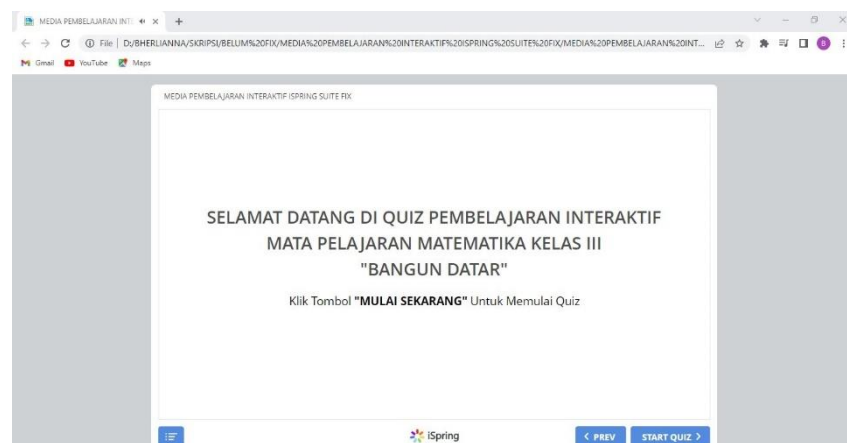 MEDIA PEMBELAJARAN INT
File D:/BHERLIANNA/SKRIPSI/BELUM%20FIX/MEDIA%20PEMBELAJARAN%20INTERAKTIF%20ISPRING%20SUITE%20FIX/MEDIA%20PEMBELAJARAN%20INT...
Gmail YouTube Maps
MEDIA PEMBELAJARAN INTERAKTIF ISPRING SUITE FIX
SELAMAT DATANG DI QUIZ PEMBELAJARAN INTERAKTIF
MATA PELAJARAN MATEMATIKA KELAS III
"BANGUN DATAR"
Klik Tombol "MULAI SEKARANG" Untuk Memulai Quiz
iSpring < PREV START QUIZ >